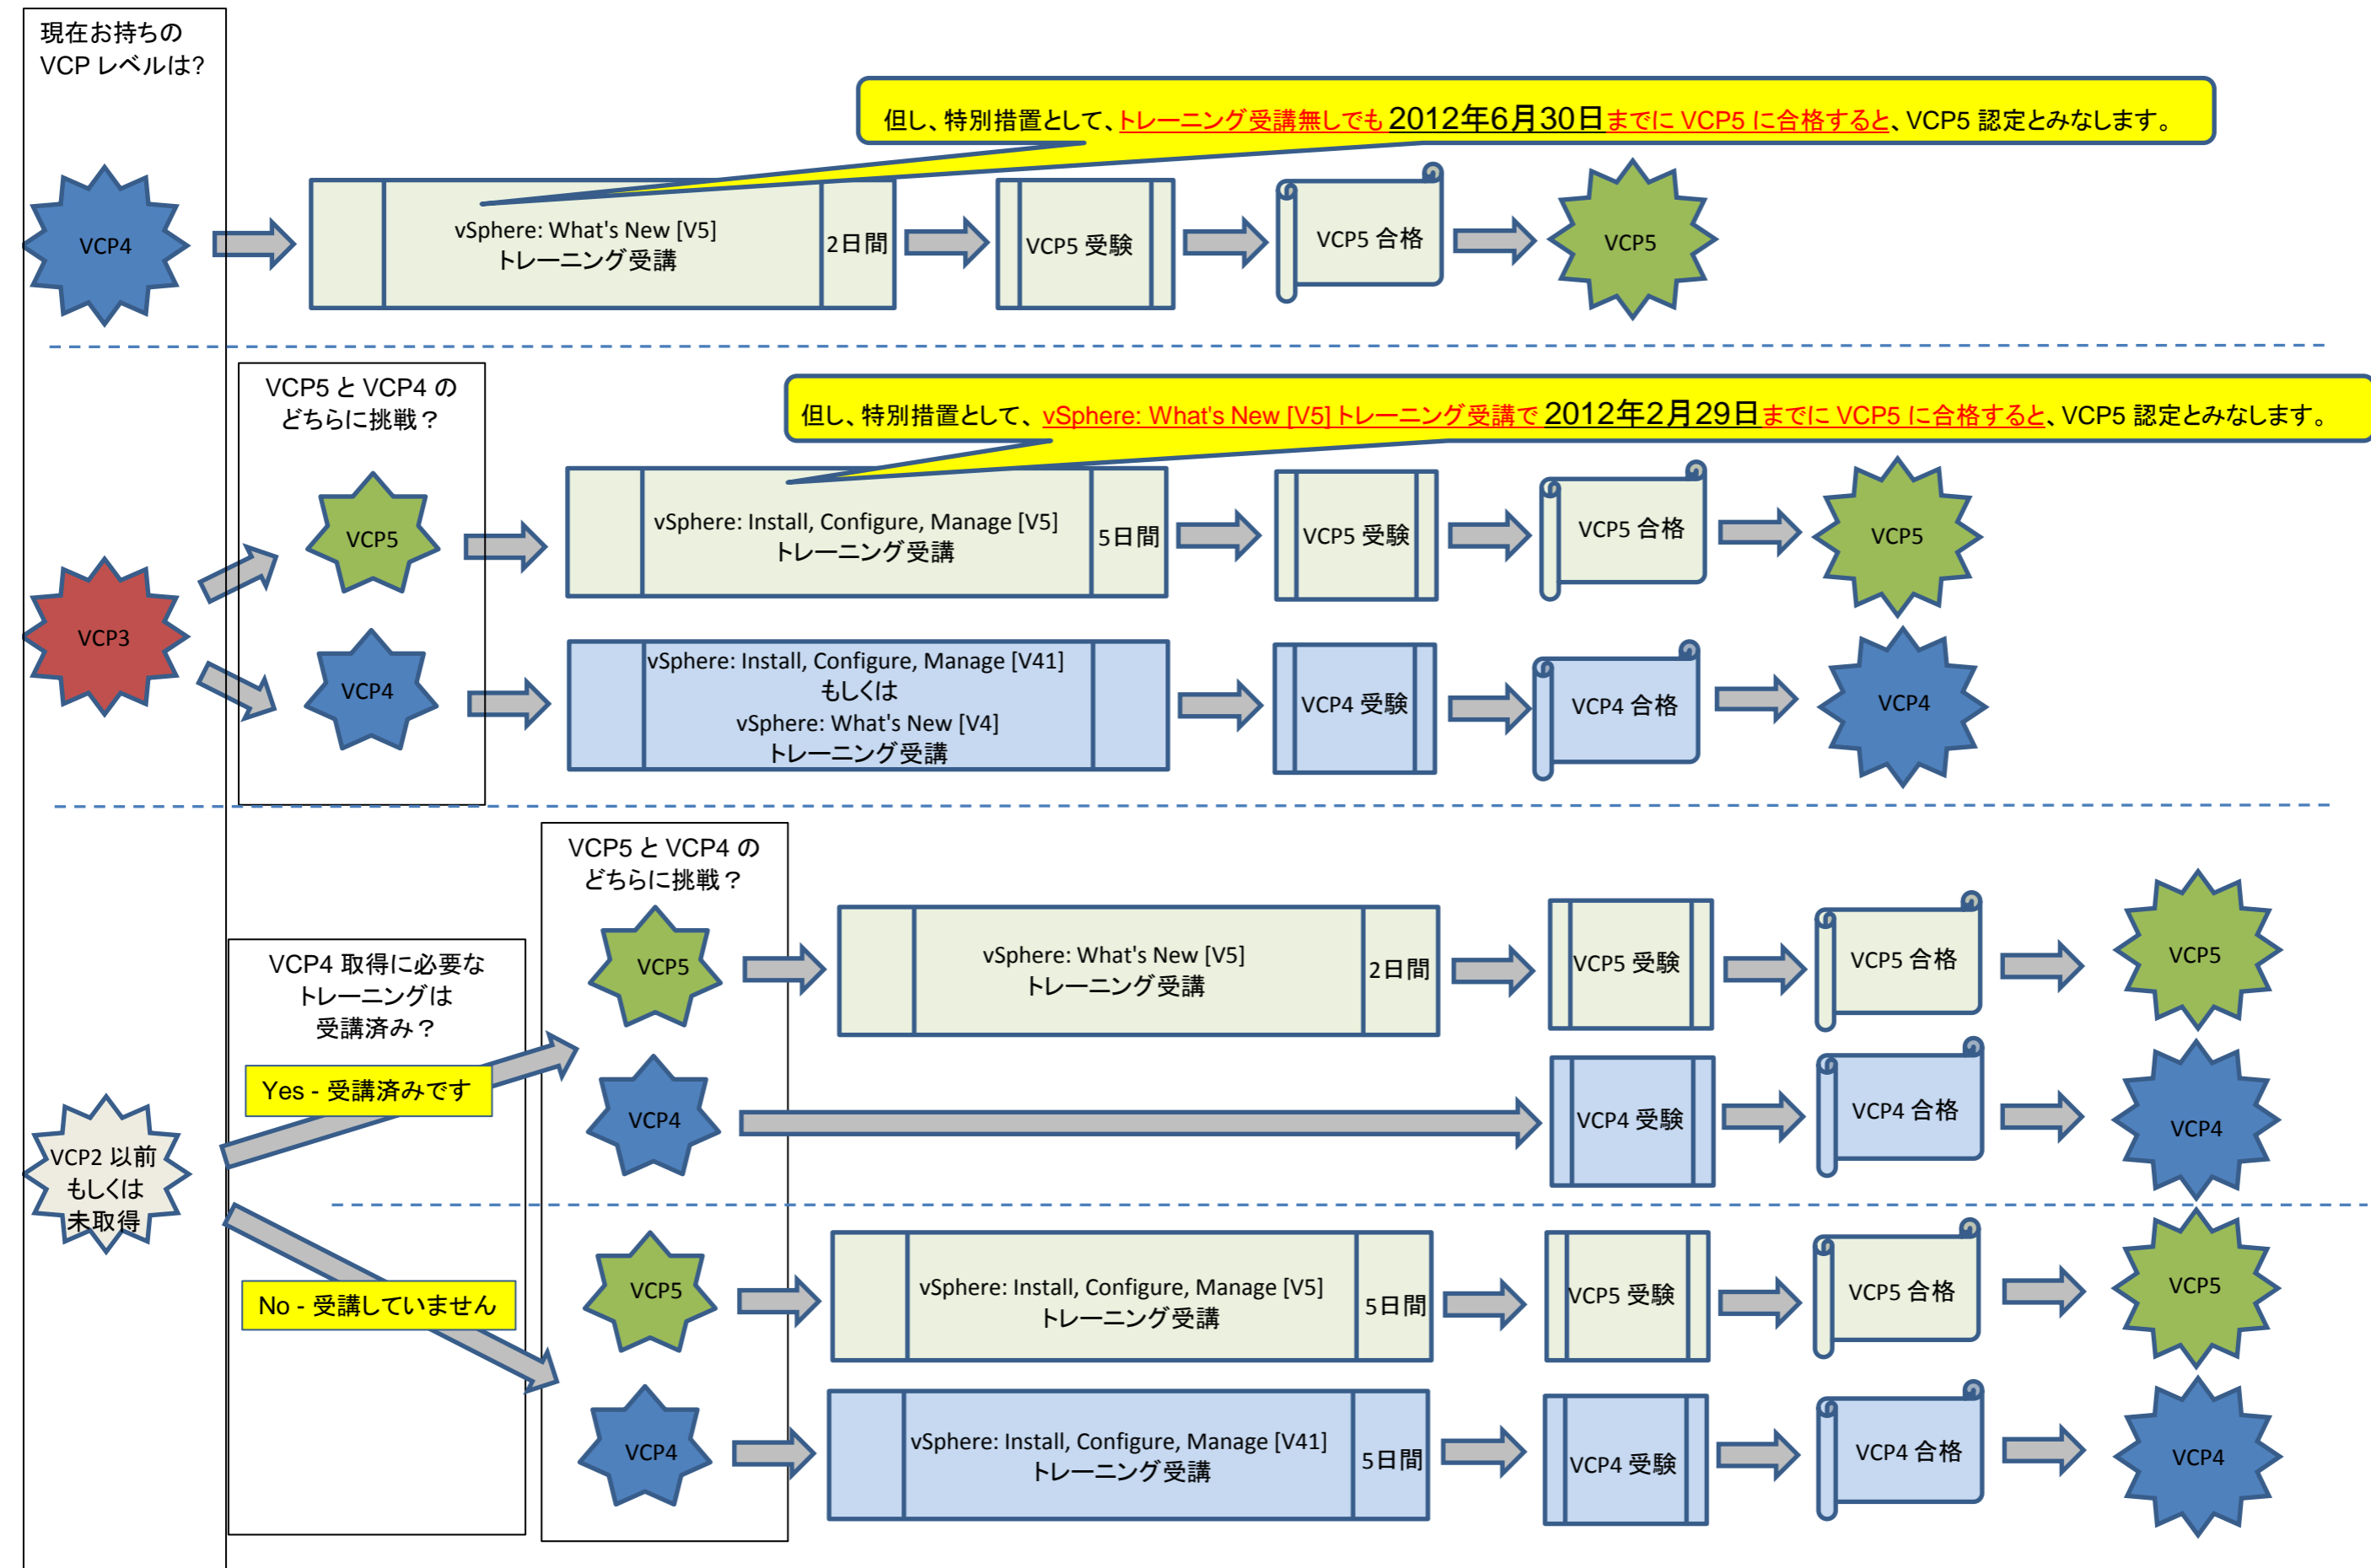 現在お持ちの
VCP レベルは?
但し、特別措置として、トレーニング受講無しでも 2012年6月30日までに VCP5 に合格すると、VCP5 認定とみなします。
VCP4
vSphere: What's New [V5]
トレーニング受講
2日間
VCP5 受験
VCP5 合格
VCP5
VCP5 と VCP4 の
どちらに挑戦？
但し、特別措置として、vSphere: What's New [V5] トレーニング受講で 2012年2月29日までに VCP5 に合格すると、VCP5 認定とみなします。
VCP3
VCP5
vSphere: Install, Configure, Manage [V5]
トレーニング受講
5日間
VCP5 受験
VCP5 合格
VCP5
VCP4
vSphere: Install, Configure, Manage [V41]
もしくは
vSphere: What's New [V4]
トレーニング受講
VCP4 受験
VCP4 合格
VCP4
VCP5 と VCP4 の
どちらに挑戦？
VCP4 取得に必要な
トレーニングは
受講済み？
VCP2 以前
もしくは
未取得
Yes - 受講済みです
VCP5
vSphere: What's New [V5]
トレーニング受講
2日間
VCP5 受験
VCP5 合格
VCP5
VCP4
VCP4 受験
VCP4 合格
VCP4
No - 受講していません
VCP5
vSphere: Install, Configure, Manage [V5]
トレーニング受講
5日間
VCP5 受験
VCP5 合格
VCP5
VCP4
vSphere: Install, Configure, Manage [V41]
トレーニング受講
5日間
VCP4 受験
VCP4 合格
VCP4